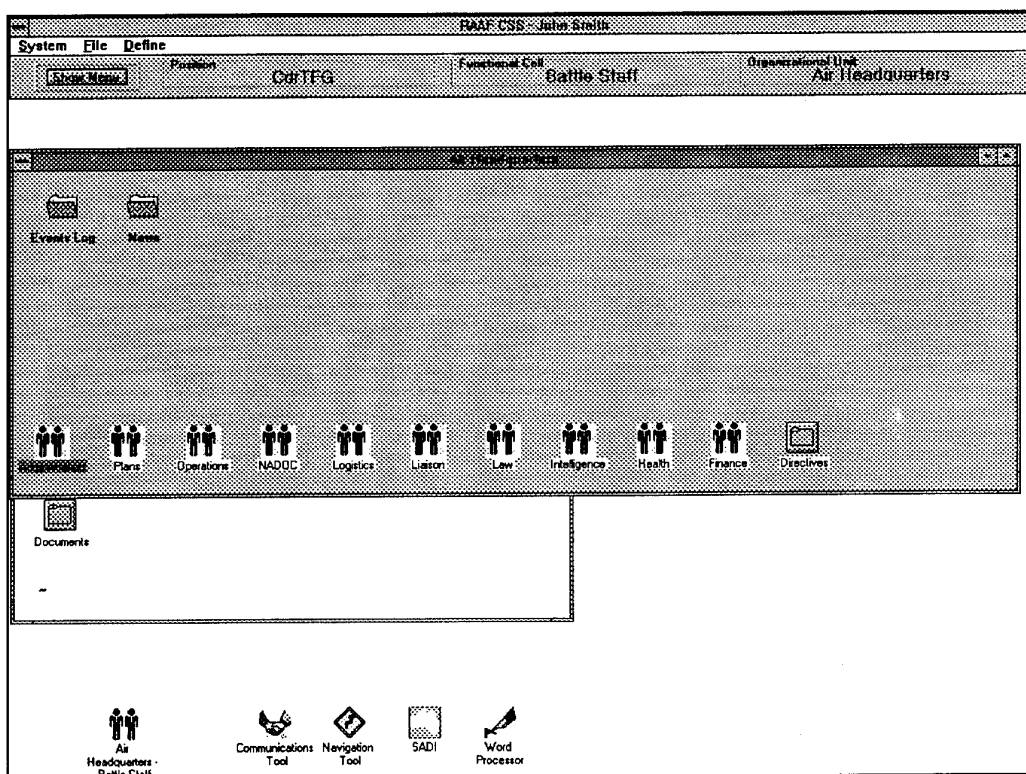 RAAF CSS - John Smith
System File Define
Show Menu
Position
CdrTFG
Functional Cell
Battle Staff
Organisational Unit
Air Headquarters
Air Headquarters
Events Log
News
Plans
Operations
NADOC
Logistics
Liaison
Law
Intelligence
Health
Finance
Directives
Documents
Air
Headquarters -
Battle Staff
Communications
Tool
Navigation
Tool
SADI
Word
Processor